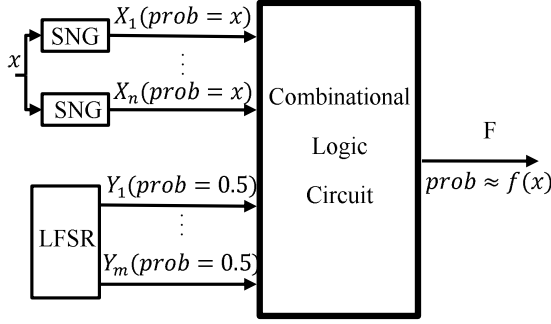 SNG
X₁(prob = x)
x
⋮
SNG
Xₙ(prob = x)
LFSR
Y₁(prob = 0.5)
⋮
Yₘ(prob = 0.5)
Combinational
Logic
Circuit
F
prob ≈ f(x)